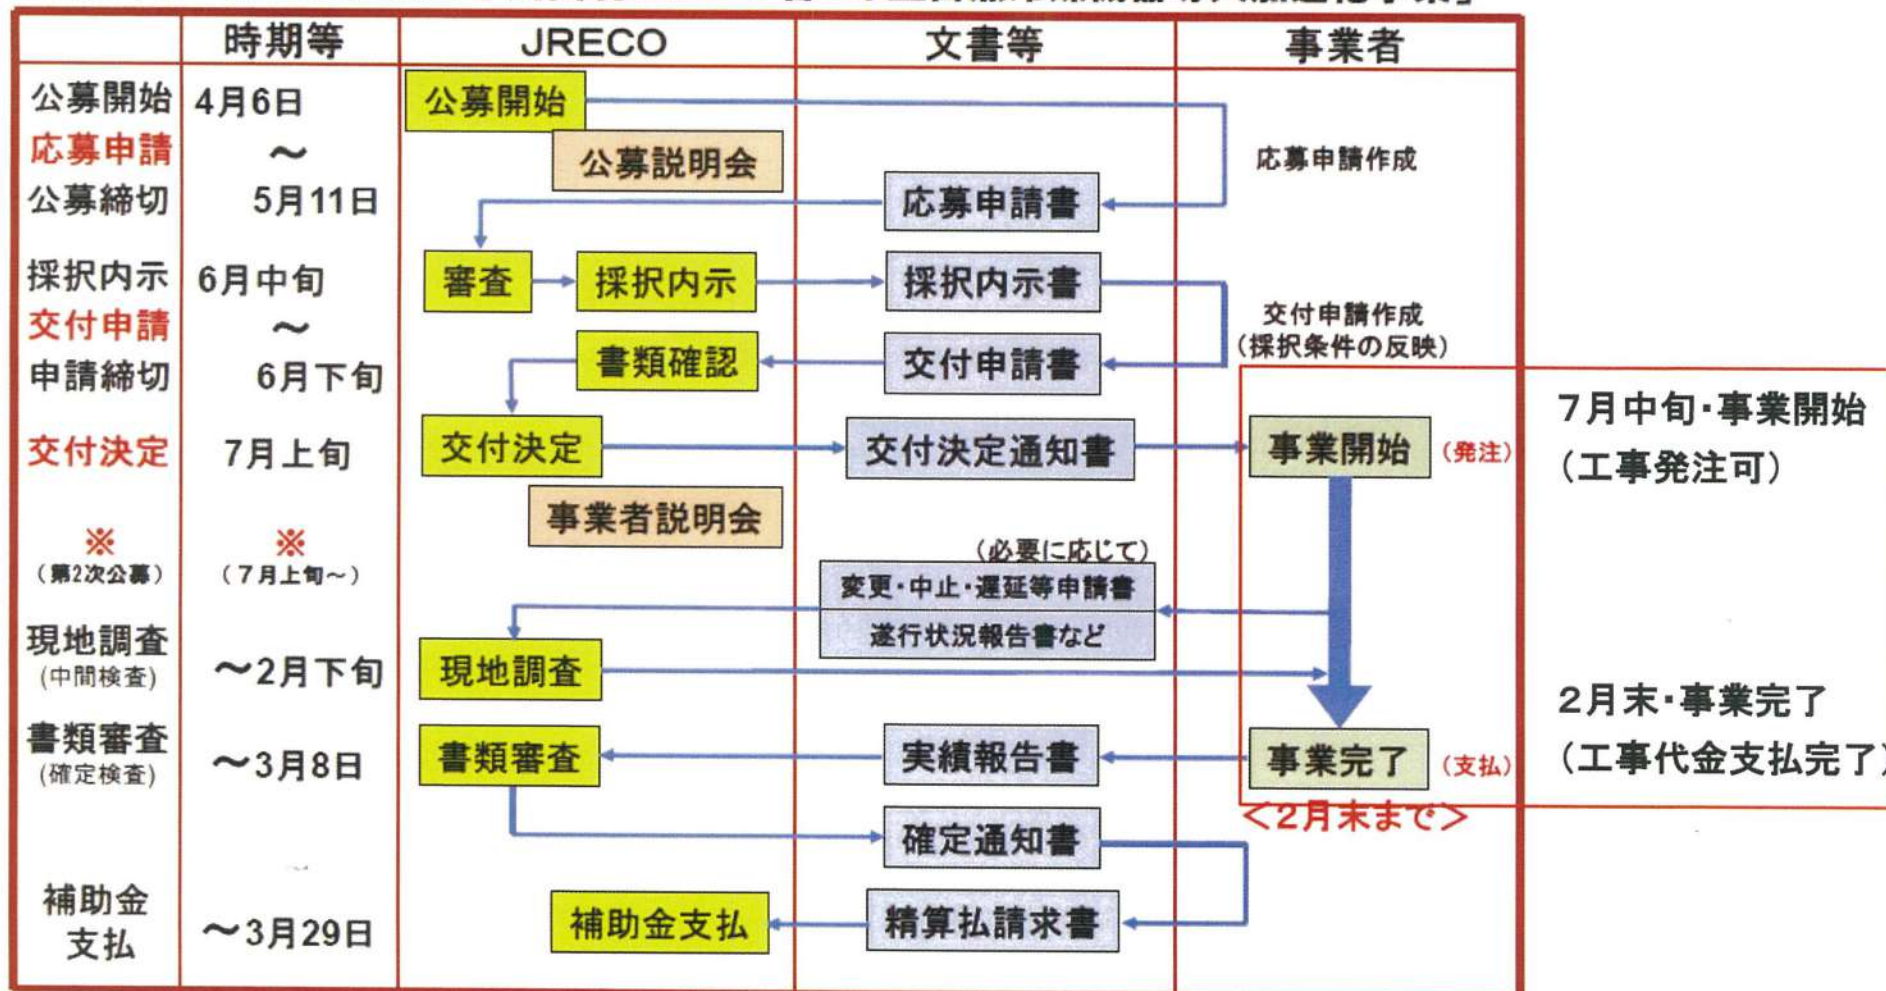 時期等 JRECO 文書等 事業者
公募開始 4月6日 公募開始
応募申請 ～ 公募説明会 応募申請作成
公募締切 5月11日 応募申請書
採択内示 6月中旬 審査 採択内示 採択内示書
交付申請 ～ 交付申請作成
(採択条件の反映)
申請締切 6月下旬 書類確認 交付申請書
交付決定 7月上旬 交付決定 交付決定通知書 事業開始 (発注)
7月中旬・事業開始
(工事発注可)
事業者説明会
※ ※
(第2次公募) (7月上旬～)
(必要に応じて)
変更・中止・遅延等申請書
遂行状況報告書など
現地調査 ～2月下旬 現地調査
(中間検査)
書類審査 ～3月8日 書類審査 実績報告書 事業完了 (支払)
(確定検査)
2月末・事業完了
(工事代金支払完了)
<2月末まで>
確定通知書
補助金
支払 ～3月29日 補助金支払 精算払請求書